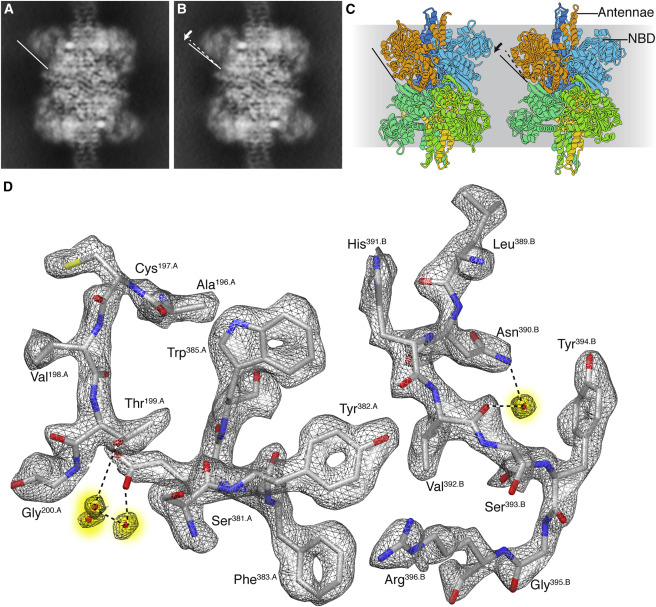 A
B
C
Antennae
NBD
D
Cys197.A
Ala196.A
Trp385.A
Val198.A
Thr199.A
Tyr382.A
Gly200.A
Ser381.A
Phe383.A
His391.B
Leu389.B
Asn390.B
Tyr394.B
Val392.B
Ser393.B
Arg396.B
Gly395.B